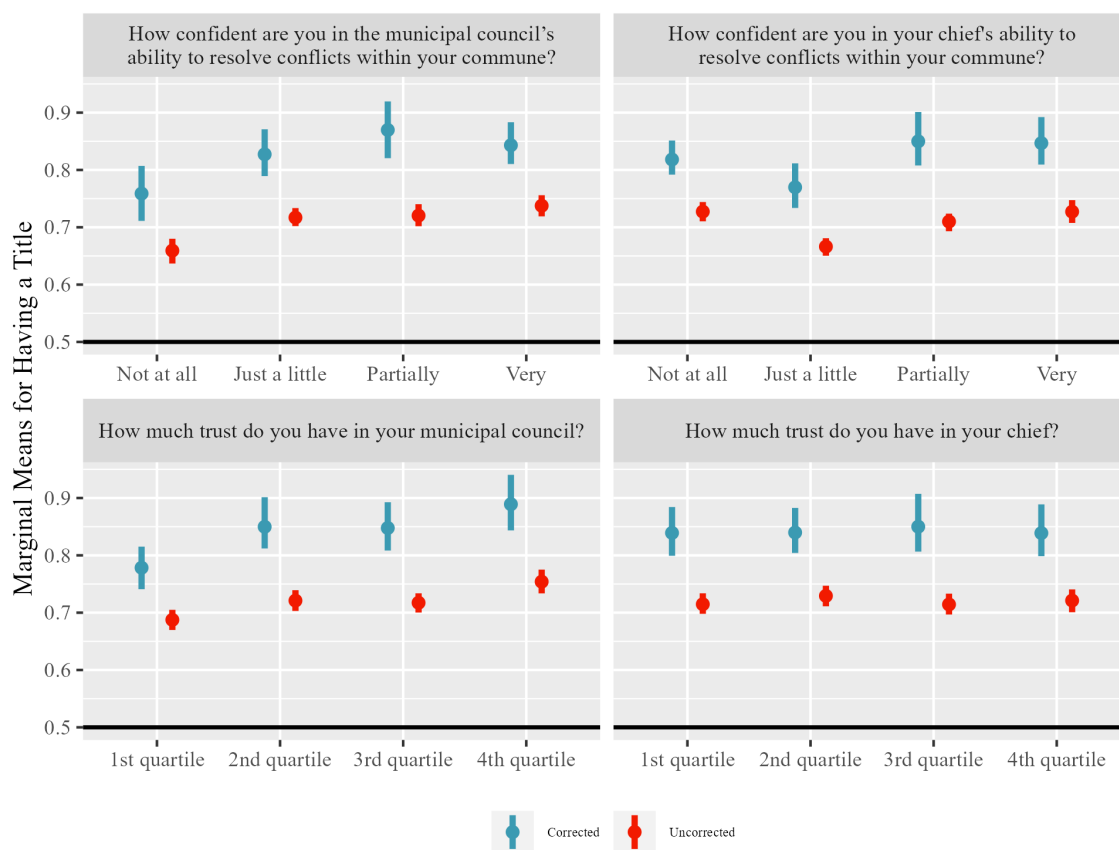 How confident are you in the municipal council’s
ability to resolve conflicts within your commune?
How confident are you in your chief's ability to
resolve conflicts within your commune?
Marginal Means for Having a Title
0.9
0.8
0.7
0.6
0.5
Not at all
Just a little
Partially
Very
Not at all
Just a little
Partially
Very
How much trust do you have in your municipal council?
How much trust do you have in your chief?
0.9
0.8
0.7
0.6
0.5
1st quartile
2nd quartile
3rd quartile
4th quartile
1st quartile
2nd quartile
3rd quartile
4th quartile
Corrected
Uncorrected